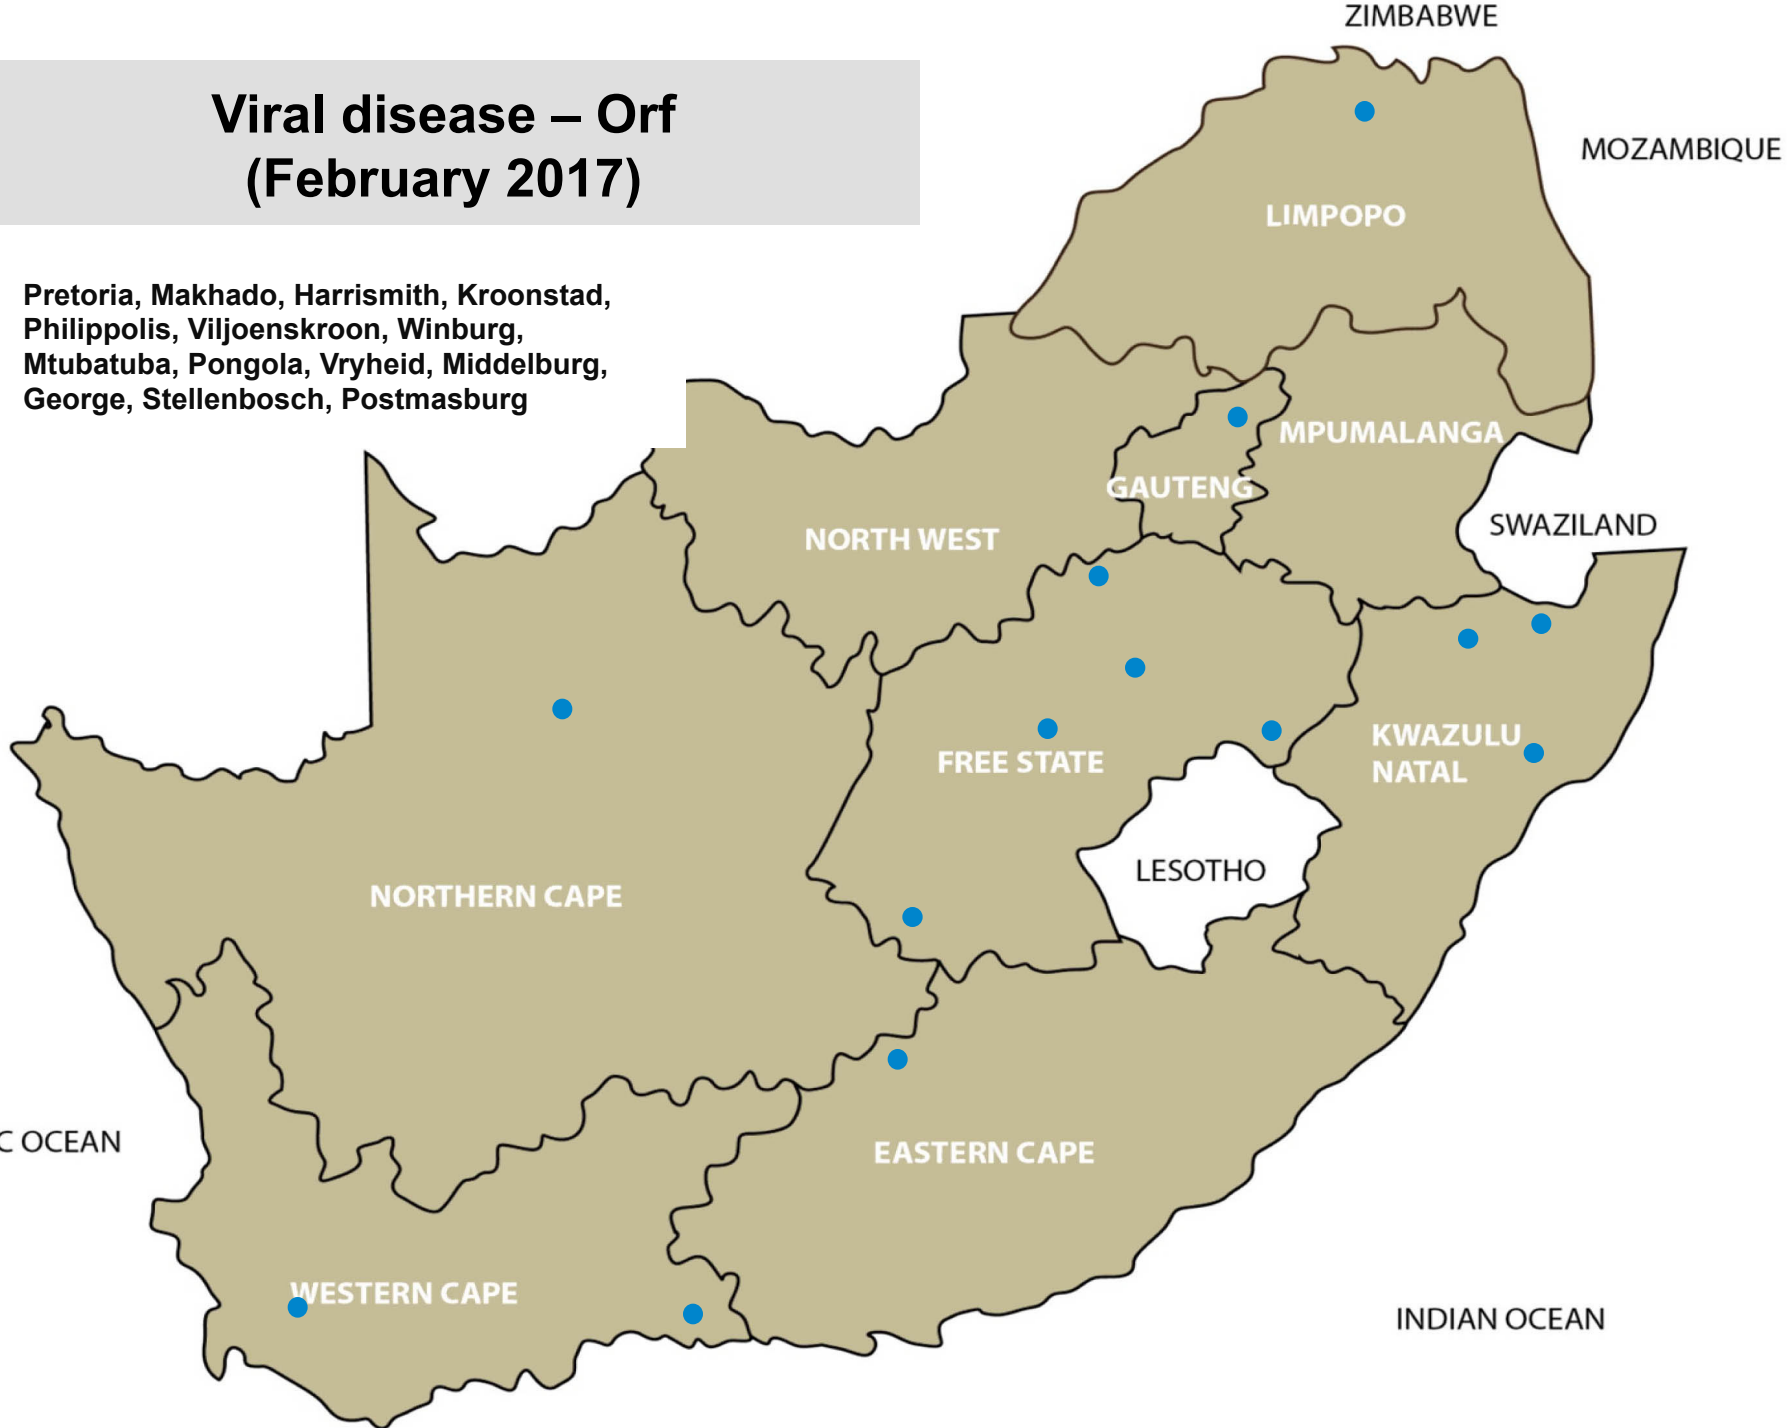 ZIMBABWE
Viral disease – Orf
(February 2017)
MOZAMBIQUE
LIMPOPO
Pretoria, Makhado, Harrismith, Kroonstad,
Philippolis, Viljoenskroon, Winburg,
Mtubatuba, Pongola, Vryheid, Middelburg,
George, Stellenbosch, Postmasburg
MPUMALANGA
GAUTENG
NORTH WEST
SWAZILAND
KWAZULU
NATAL
FREE STATE
LESOTHO
NORTHERN CAPE
C OCEAN
EASTERN CAPE
WESTERN CAPE
INDIAN OCEAN